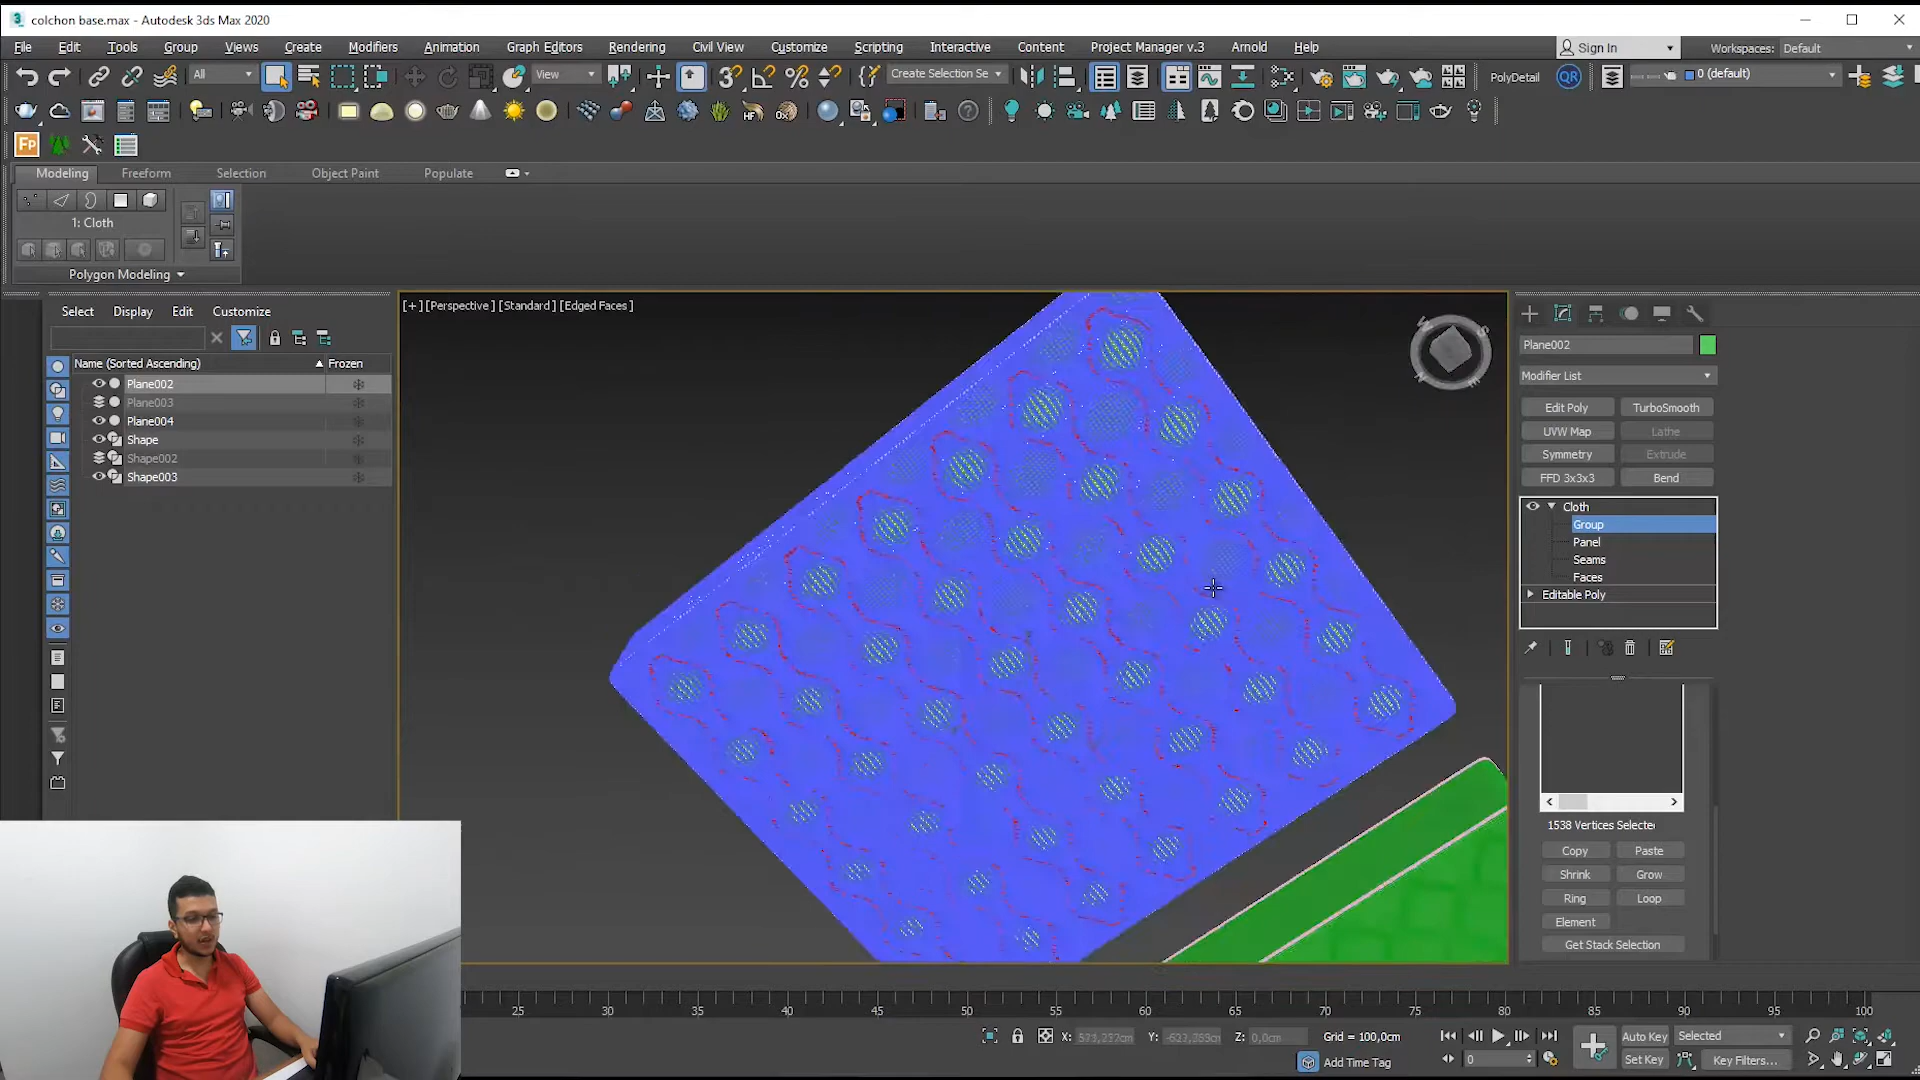 colchon base.max - Autodesk 3ds Max 2020
File Edit Tools Group Views Create Modifiers Animation Graph Editors Rendering Civil View Customize Scripting Interactive Content Project Manager v.3 Arnold Help
Sign In
Workspaces: Default
All
View
Create Selection Se
PolyDetail
QR
0 (default)
Fp
Modeling Freeform Selection Object Paint Populate
1: Cloth
Polygon Modeling
Select Display Edit Customize
Name (Sorted Ascending) Frozen
Plane002
Plane003
Plane004
Shape
Shape002
Shape003
[+] [Perspective ] [Standard ] [Edged Faces ]
Plane002
Modifier List
Edit Poly TurboSmooth
UVW Map Lathe
Symmetry Extrude
FFD 3x3x3 Bend
Cloth
Group
Panel
Seams
Faces
Editable Poly
1538 Vertices Selected
Copy Paste
Shrink Grow
Ring Loop
Element
Get Stack Selection
25 30 35 40 45 50 55 60 65 70 75 80 85 90 95 100
X: Y: Z: 0,0cm Grid = 100,0cm
Add Time Tag
0
Auto Key Selected
Set Key Key Filters...